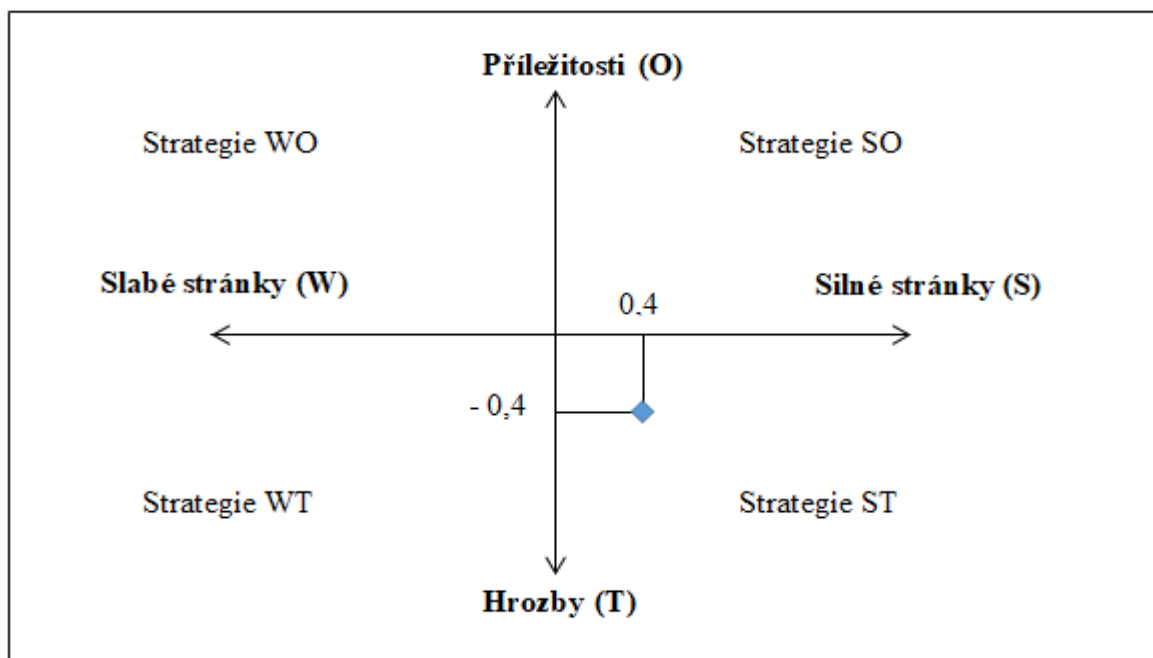 Příležitosti (O)
Strategie WO
Strategie SO
Slabé stránky (W)
0,4
Silné stránky (S)
- 0,4
Strategie WT
Strategie ST
Hrozby (T)